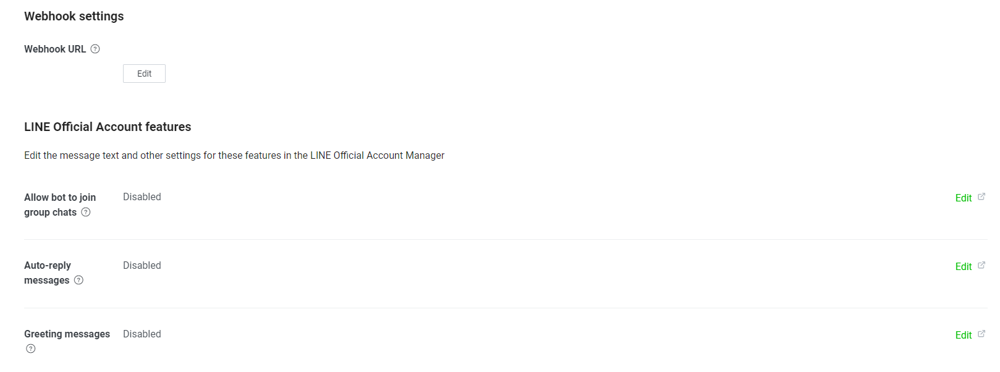 Webhook settings
Webhook URL ?
Edit
LINE Official Account features
Edit the message text and other settings for these features in the LINE Official Account Manager
Allow bot to join Disabled Edit
group chats ?
Auto-reply Disabled Edit
messages ?
Greeting messages Disabled Edit
?